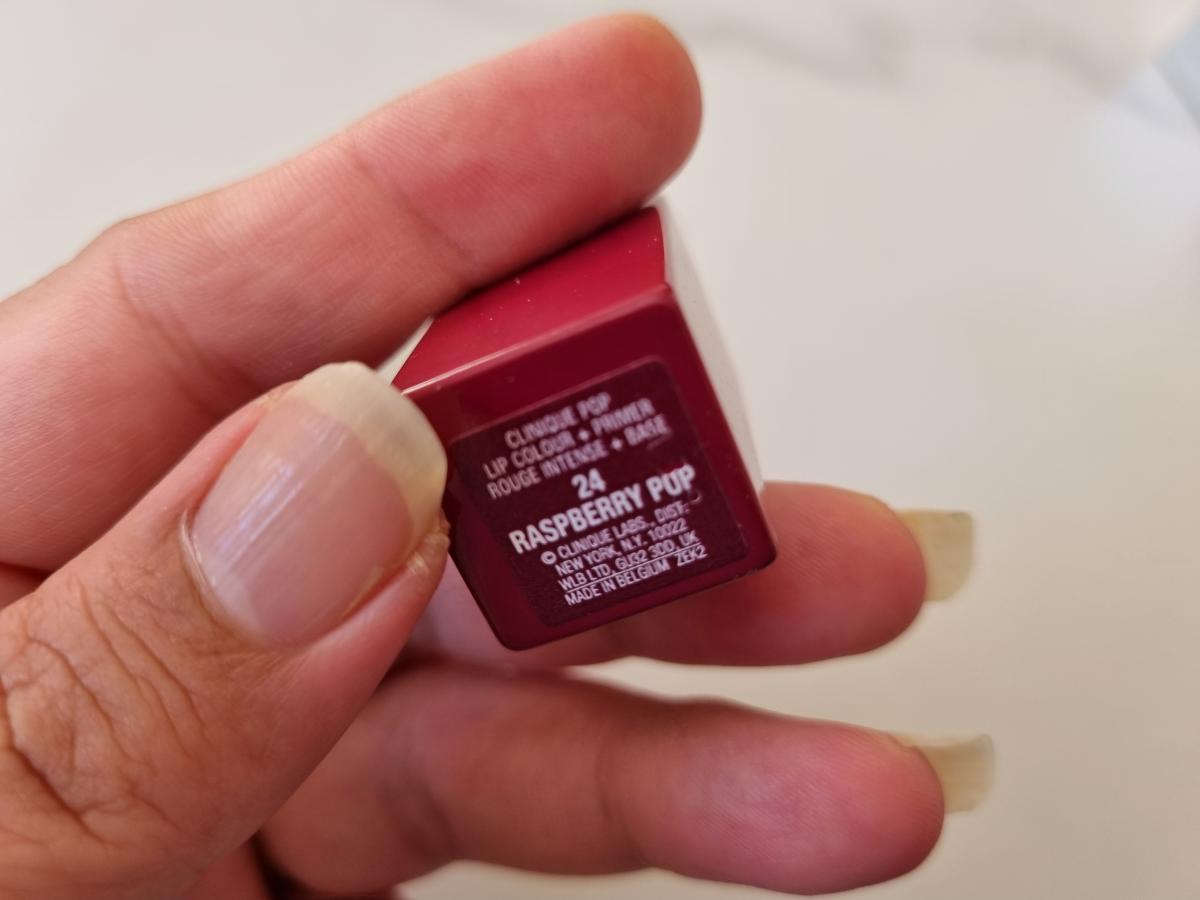 CLINIQUE POP
LIP COLOUR + PRIMER
ROUGE INTENSE + BASE
24
RASPBERRY POP
© CLINIQUE LABS., DIST.
NEW YORK, N.Y. 10022
WLB LTD, GU32 3DD. UK
MADE IN BELGIUM ZEK2